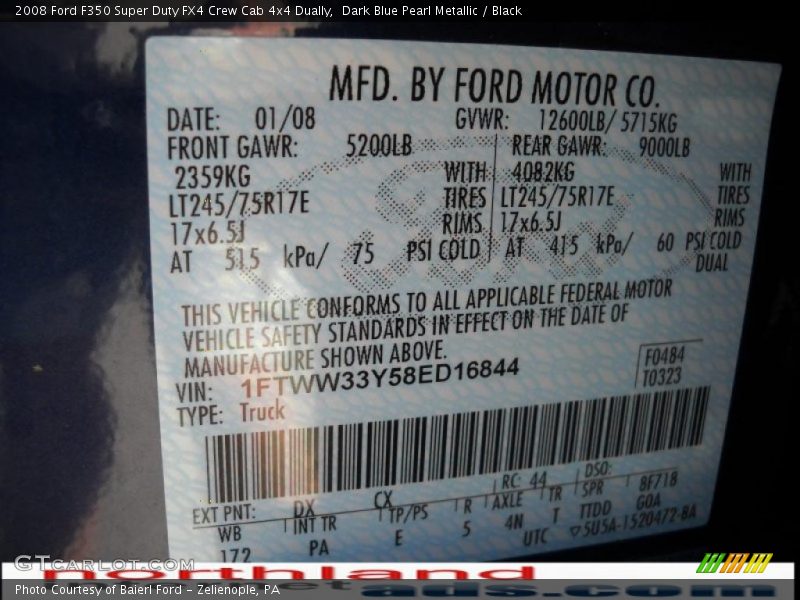 2008 Ford F350 Super Duty FX4 Crew Cab 4x4 Dually,  Dark Blue Pearl Metallic / Black
MFD. BY FORD MOTOR CO.
DATE: 01/08 GVWR: 12600LB/ 5715KG
FRONT GAWR: 5200LB REAR GAWR: 9000LB
2359KG WITH 4082KG WITH
LT245/75R17E TIRES LT245/75R17E TIRES
17x6.5J RIMS 17x6.5J RIMS
AT 515 kPa/ 75 PSI COLD AT 415 kPa/ 60 PSI COLD
DUAL
THIS VEHICLE CONFORMS TO ALL APPLICABLE FEDERAL MOTOR
VEHICLE SAFETY STANDARDS IN EFFECT ON THE DATE OF
MANUFACTURE SHOWN ABOVE.
F0484
VIN: 1FTWW33Y58ED16844
T0323
TYPE: Truck
EXT PNT: DX CX RC: 44 DSO:
WB INT TR TP/PS R AXLE TR SPR 8F718
172 PA E 5 4N T TTDD GOA
UTC ▽5U5A-1520472-8A
GTCarLot.com
northland
ads.com
Photo Courtesy of Baierl Ford - Zelienople, PA